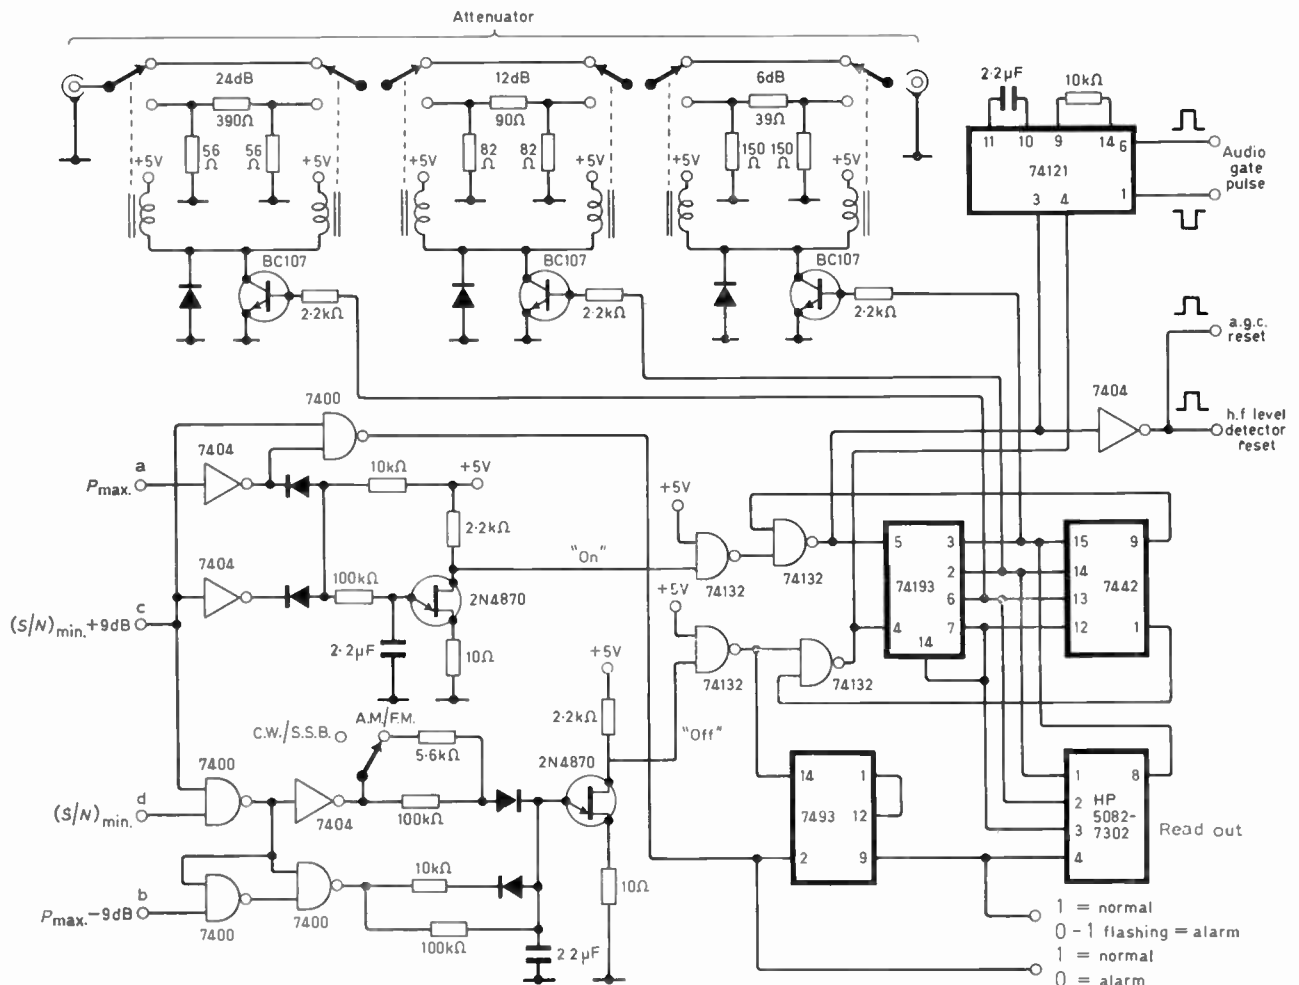 Attenuator
24dB
12dB
6dB
390Ω
90Ω
39Ω
56 Ω
56 Ω
82 Ω
82 Ω
150 Ω
150 Ω
+5V
+5V
+5V
+5V
+5V
+5V
BC107
BC107
BC107
2·2kΩ
2·2kΩ
2·2kΩ
2·2µF
10kΩ
11
10
9
14
6
74121
3
4
1
Audio
gate
pulse
a.g.c.
reset
7404
h.f level
detector
reset
7400
a
Pmax.
7404
10kΩ
+5V
2·2kΩ
"On"
7404
100kΩ
2N4870
c
(S/N)min.+9dB
2·2µF
10Ω
+5V
74132
74132
+5V
74132
74132
5
3
2
74193
6
4
7
14
15
9
14
7442
13
12
1
C.W./S.S.B.
A.M/F.M.
5·6kΩ
+5V
2·2kΩ
"Off"
2N4870
7400
7404
100kΩ
d
(S/N)min.
10kΩ
b
Pmax.-9dB
7400
7400
100kΩ
2 2µF
10Ω
14
1
12
7493
2
9
1
8
2
HP
5082-
7302
3
4
Read out
1 = normal
0-1 flashing = alarm
1 = normal
0 = alarm